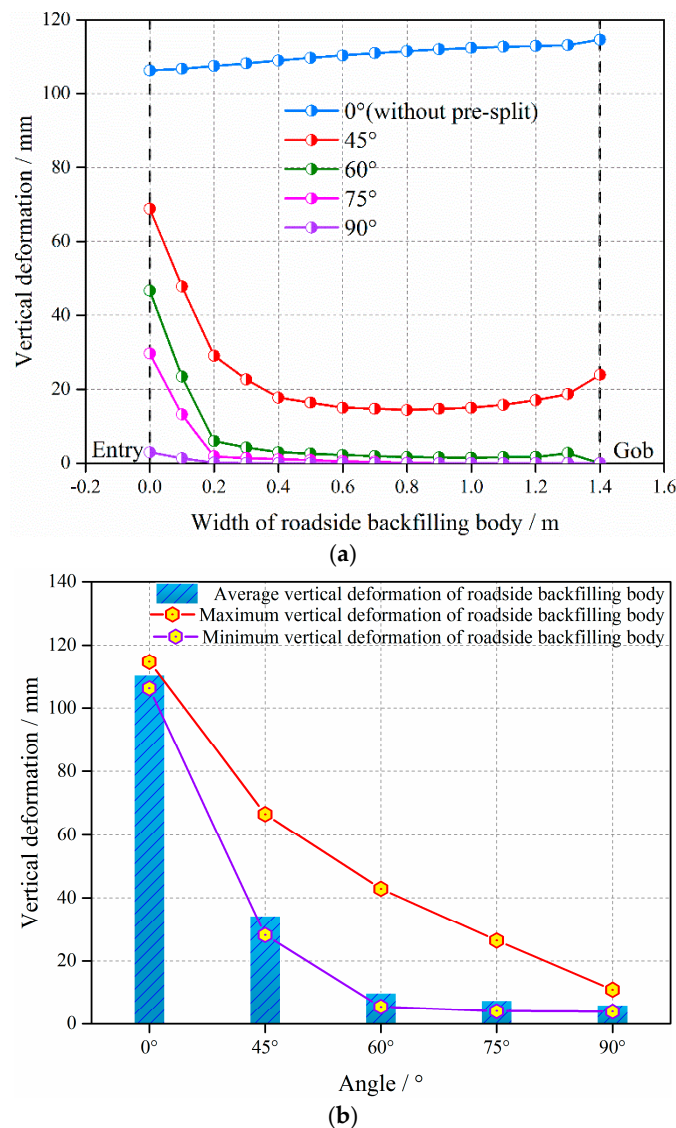 120
100
80
60
40
20
0
Vertical deformation / mm
0°(without pre-split)
45°
60°
75°
90°
Entry
Gob
-0.2 0.0 0.2 0.4 0.6 0.8 1.0 1.2 1.4 1.6
Width of roadside backfilling body / m
(a)
140
120
100
80
60
40
20
0
Vertical deformation / mm
Average vertical deformation of roadside backfilling body
Maximum vertical deformation of roadside backfilling body
Minimum vertical deformation of roadside backfilling body
0° 45° 60° 75° 90°
Angle / °
(b)